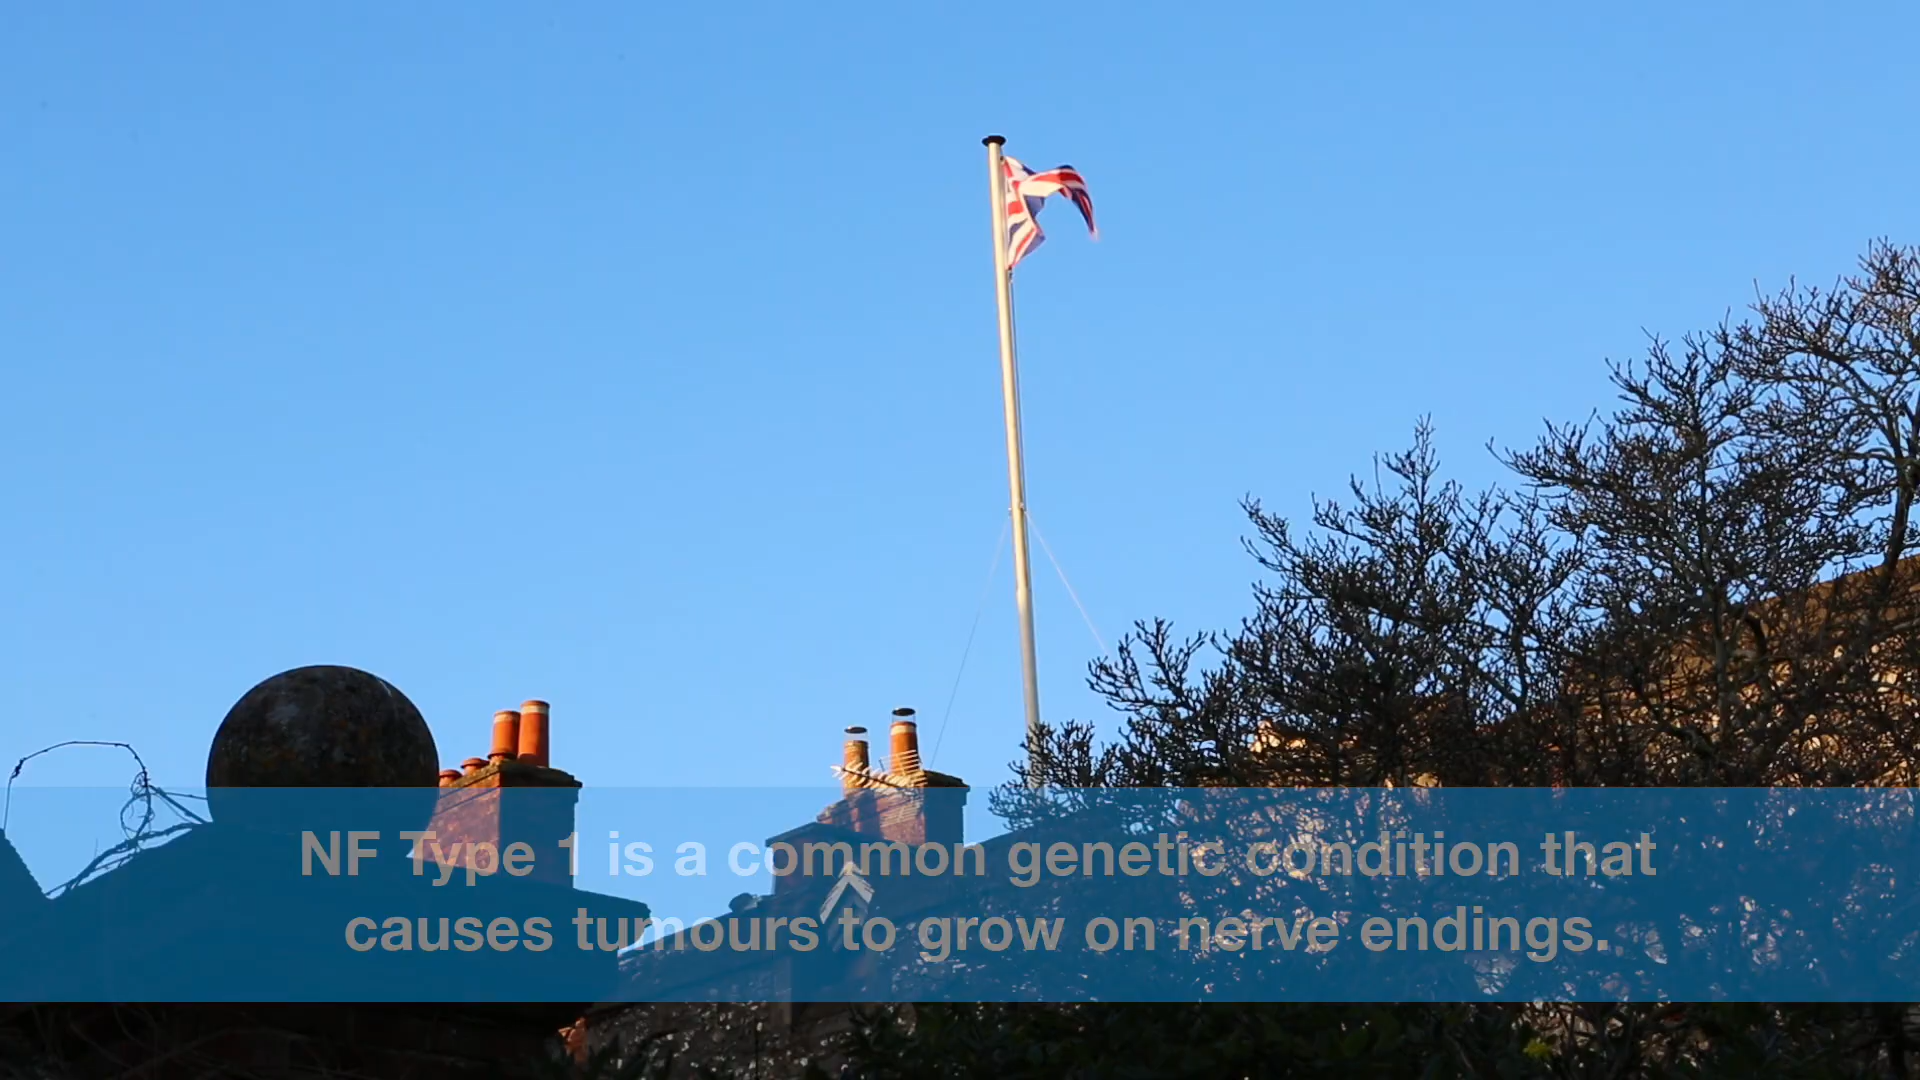 NF Type 1 is a common genetic condition that
causes tumours to grow on nerve endings.